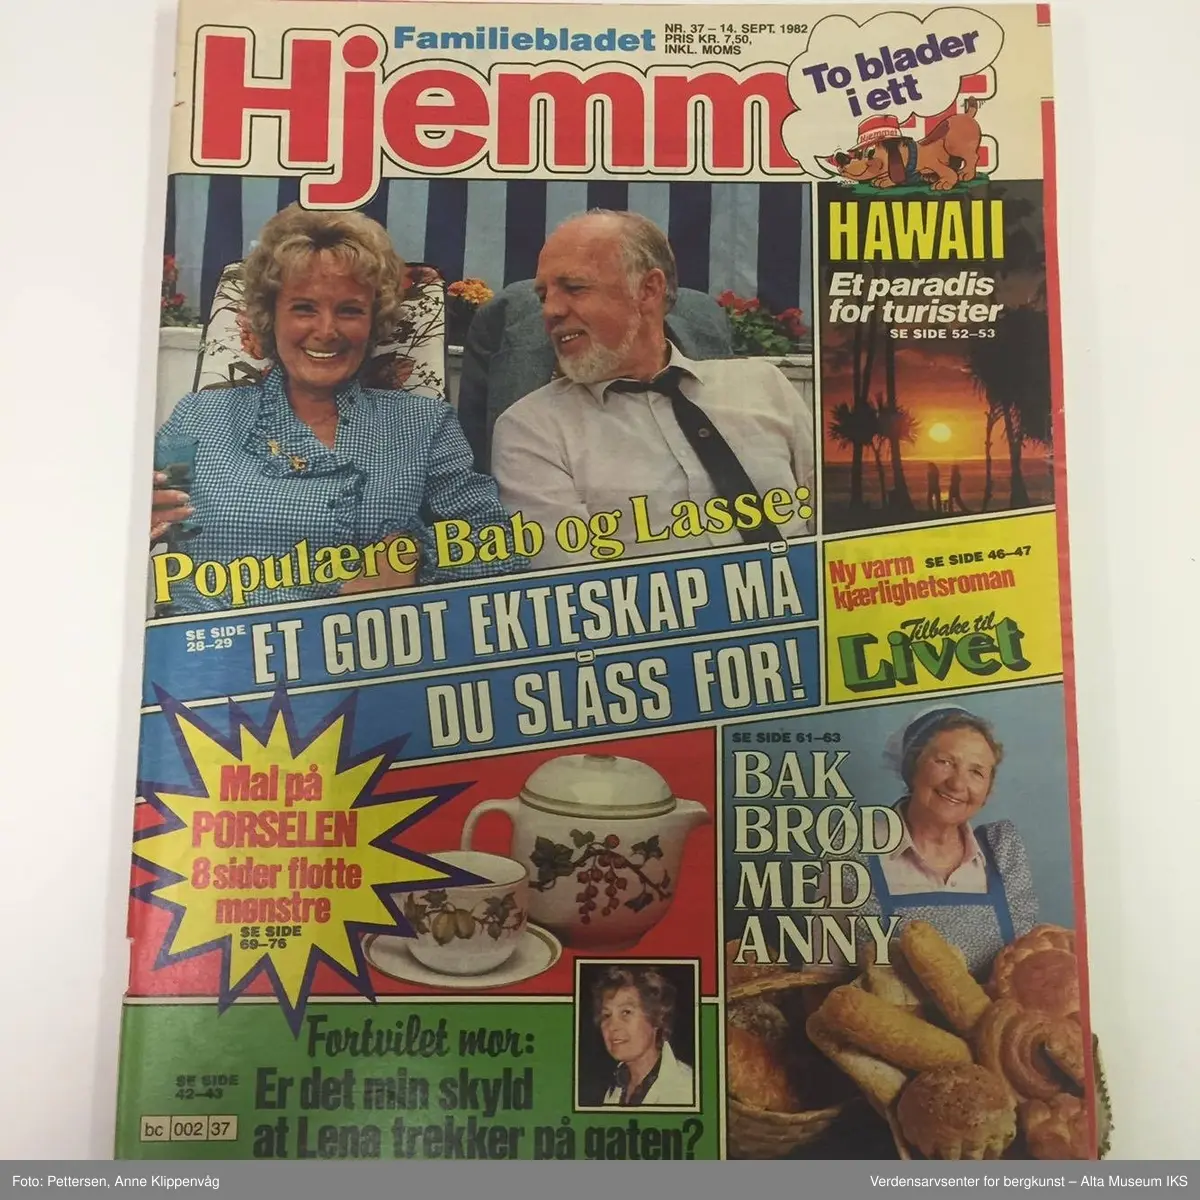 Familiebladet
NR. 37 – 14. SEPT. 1982
PRIS KR. 7,50,
INKL. MOMS
Hjemmet
To blader
i ett
Hjemmet
HAWAII
Et paradis
for turister
SE SIDE 52–53
Populære Bab og Lasse:
SE SIDE
28–29
ET GODT EKTESKAP MÅ
DU SLÅSS FOR!
Ny varm
SE SIDE 46–47
kjærlighetsroman
Tilbake til
Livet
Mal på
PORSELEN
8 sider flotte
mønstre
SE SIDE
69–76
SE SIDE 61–63
BAK
BRØD
MED
ANNY
Fortvilet mor:
SE SIDE
42–43
Er det min skyld
at Lena trekker på gaten?
bc 002 37
Foto: Pettersen, Anne Klippenvåg
Verdensarvsenter for bergkunst – Alta Museum IKS